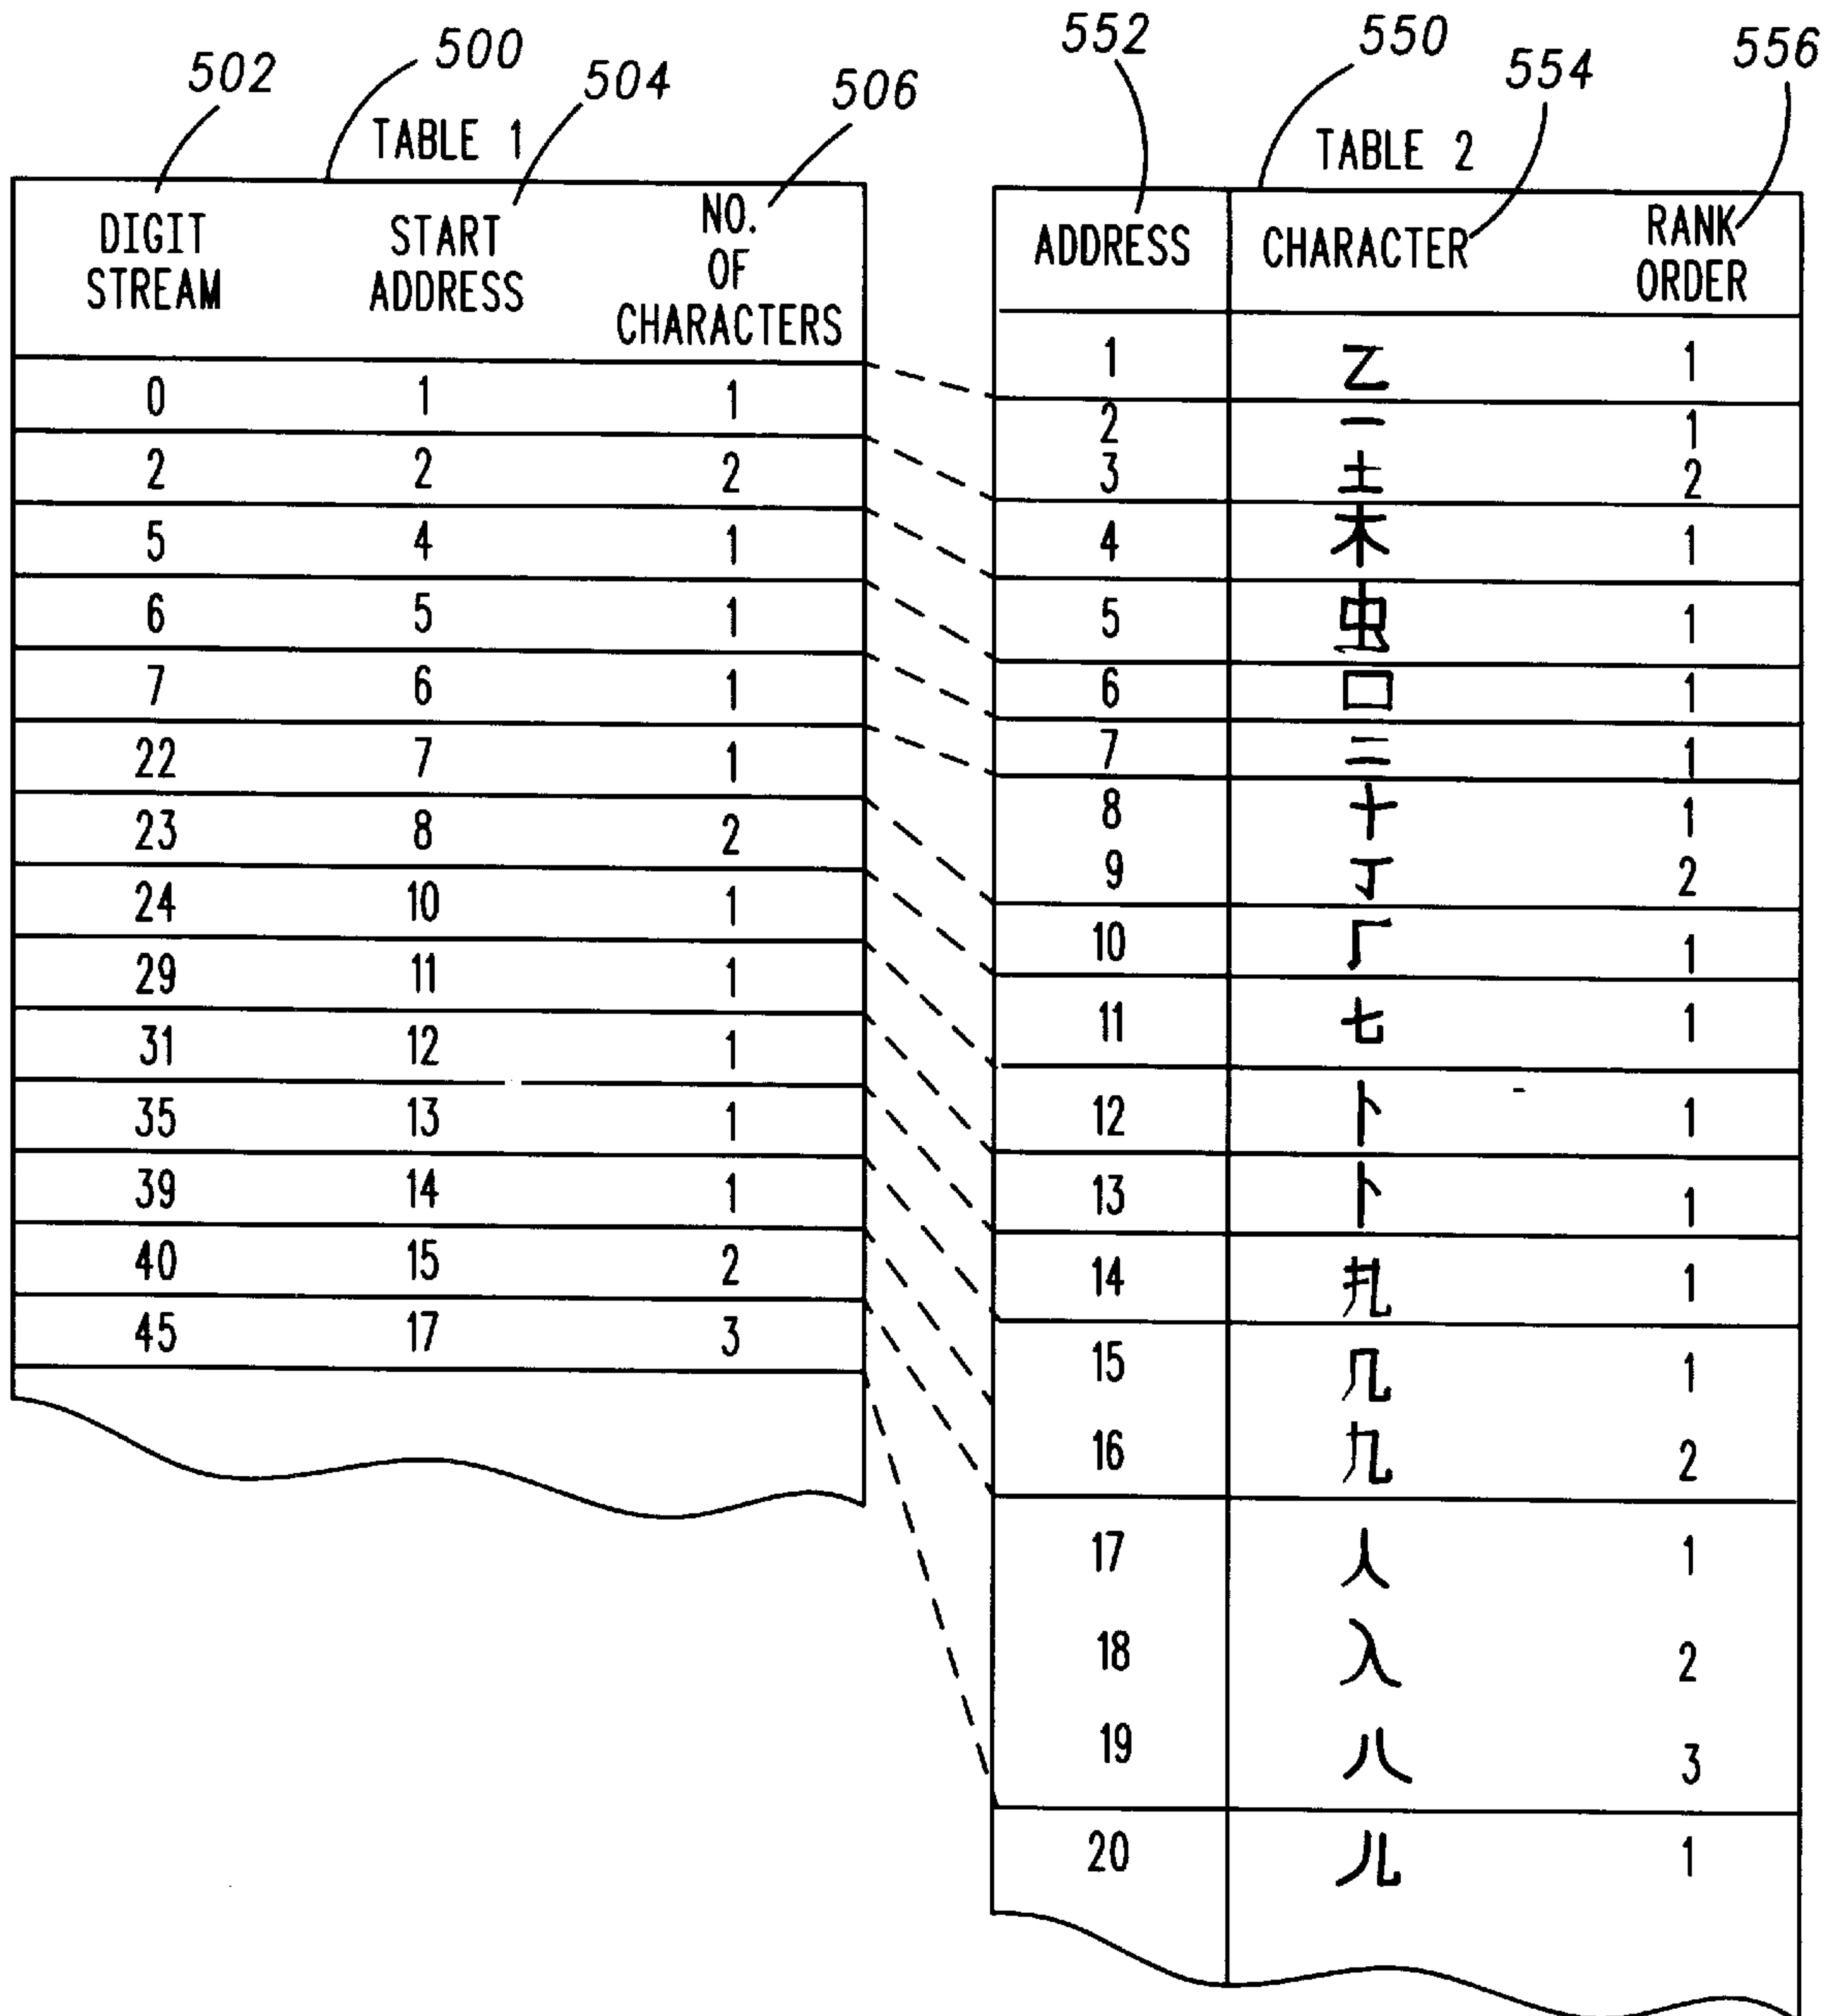 502 500 504 506
TABLE 1
DIGIT STREAM START ADDRESS NO. OF CHARACTERS
0 1 1
2 2 2
5 4 1
6 5 1
7 6 1
22 7 1
23 8 2
24 10 1
29 11 1
31 12 1
35 13 1
39 14 1
40 15 2
45 17 3
552 550 554 556
TABLE 2
ADDRESS CHARACTER RANK ORDER
1 乙 1
2 一 1
3 土 2
4 木 1
5 虫 1
6 口 1
7 三 1
8 十 1
9 丁 2
10 厂 1
11 七 1
12 卜 1
13 卜 1
14 扎 1
15 几 1
16 九 2
17 人 1
18 入 2
19 八 3
20 儿 1